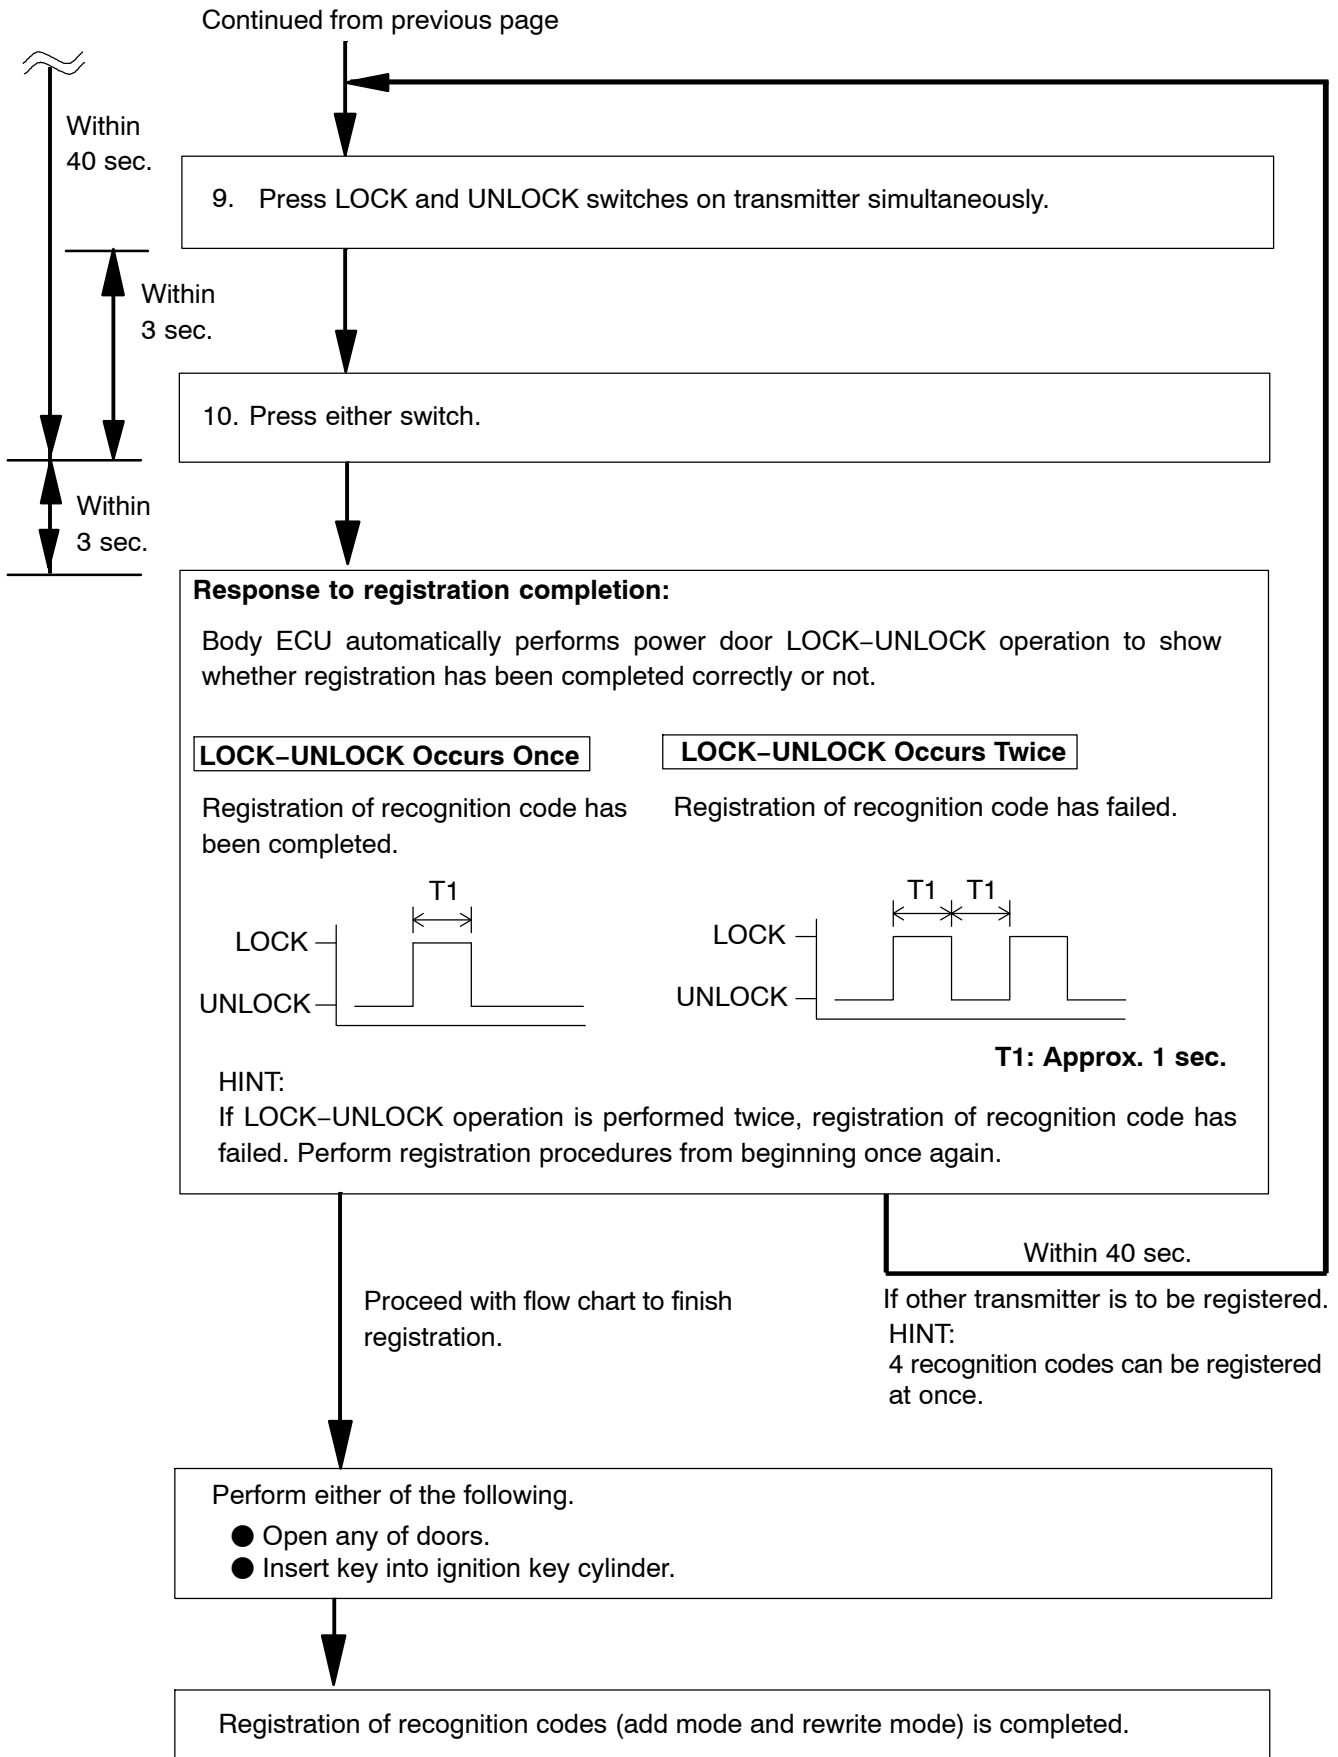 Continued from previous page
Within
40 sec.
9. Press LOCK and UNLOCK switches on transmitter simultaneously.
Within
3 sec.
10. Press either switch.
Within
3 sec.
Response to registration completion:
Body ECU automatically performs power door LOCK–UNLOCK operation to show
whether registration has been completed correctly or not.
LOCK–UNLOCK Occurs Once
LOCK–UNLOCK Occurs Twice
Registration of recognition code has
been completed.
Registration of recognition code has failed.
T1
LOCK
UNLOCK
T1 T1
LOCK
UNLOCK
T1: Approx. 1 sec.
HINT:
If LOCK–UNLOCK operation is performed twice, registration of recognition code has
failed. Perform registration procedures from beginning once again.
Within 40 sec.
Proceed with flow chart to finish
registration.
If other transmitter is to be registered.
HINT:
4 recognition codes can be registered
at once.
Perform either of the following.
● Open any of doors.
● Insert key into ignition key cylinder.
Registration of recognition codes (add mode and rewrite mode) is completed.